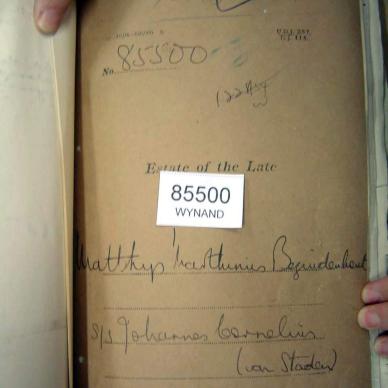 No. 85500
Estate of the Late
85500
WYNAND
Matthys Marthinus Bezuidenhout
s/s Johannes Cornelius
(van Staden)